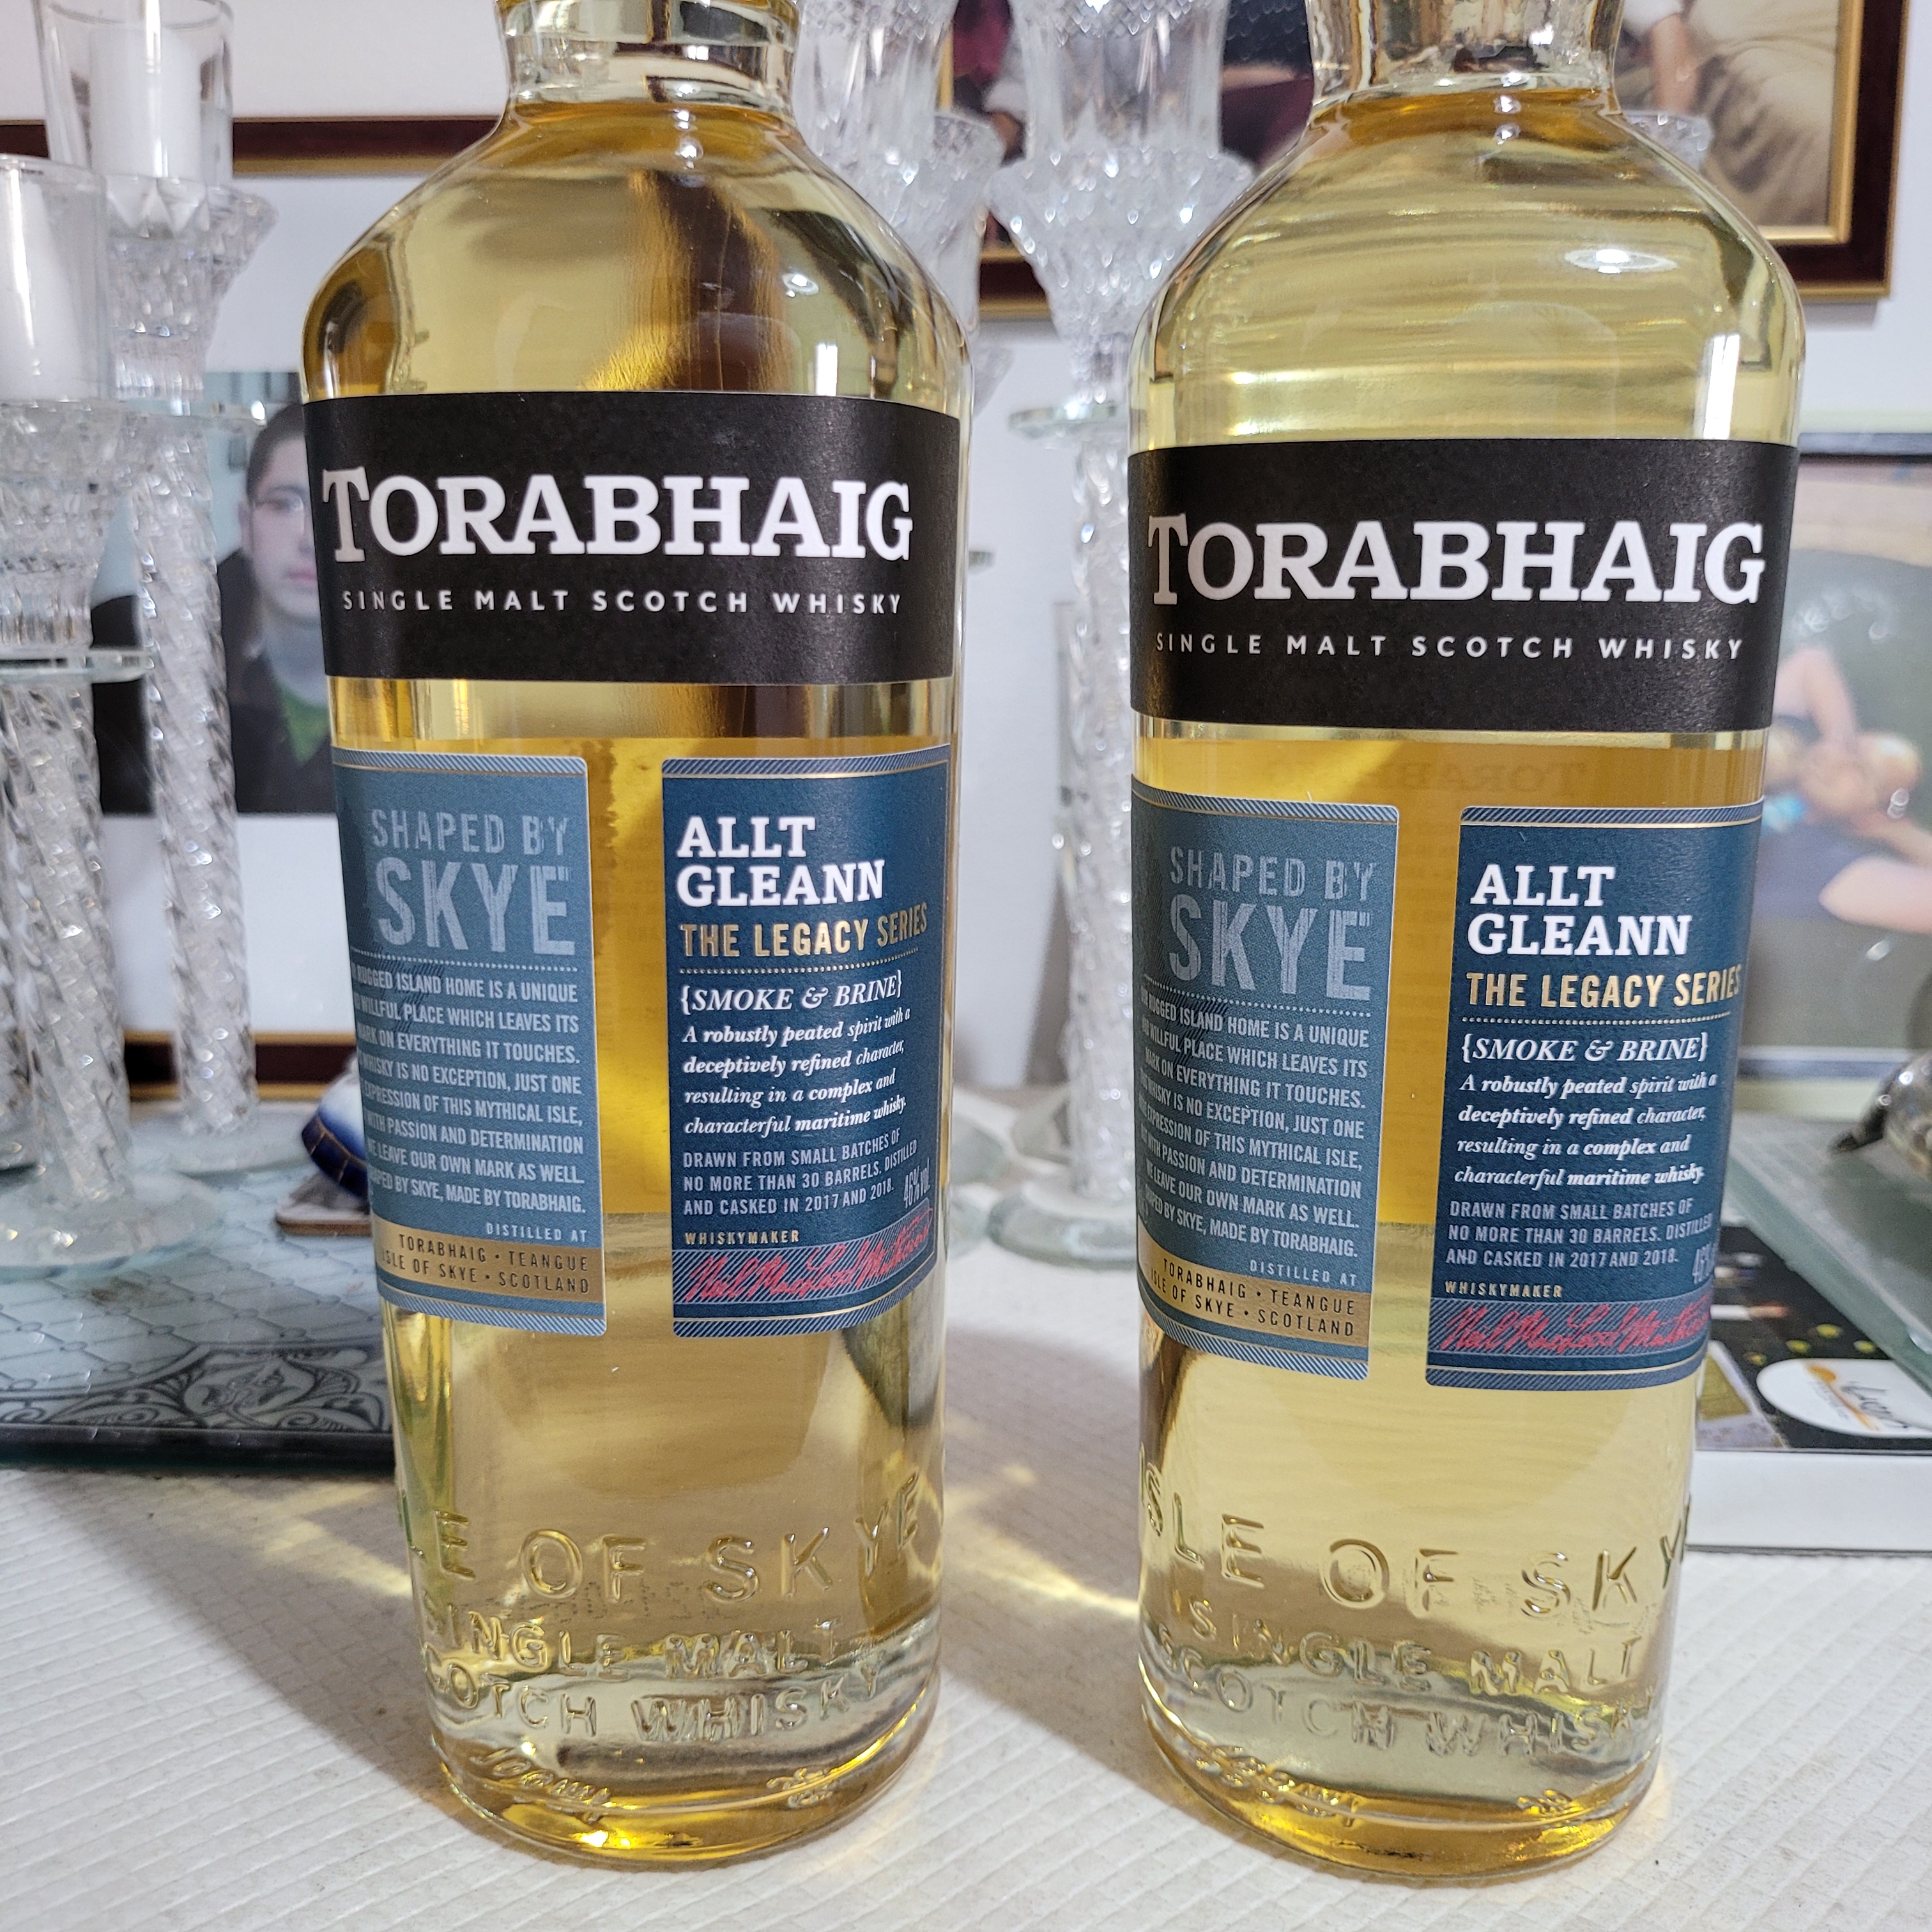 TORABHAIG
SINGLE MALT SCOTCH WHISKY
SHAPED BY
SKYE
RUGGED ISLAND HOME IS A UNIQUE
WILLFUL PLACE WHICH LEAVES ITS
MARK ON EVERYTHING IT TOUCHES.
WHISKY IS NO EXCEPTION, JUST ONE
EXPRESSION OF THIS MYTHICAL ISLE,
WITH PASSION AND DETERMINATION
WE LEAVE OUR OWN MARK AS WELL.
SHAPED BY SKYE, MADE BY TORABHAIG.
DISTILLED AT
TORABHAIG • TEANGUE
ISLE OF SKYE • SCOTLAND
ALLT
GLEANN
THE LEGACY SERIES
{SMOKE & BRINE}
A robustly peated spirit with a
deceptively refined character,
resulting in a complex and
characterful maritime whisky.
DRAWN FROM SMALL BATCHES OF
NO MORE THAN 30 BARRELS. DISTILLED
AND CASKED IN 2017 AND 2018.
46% vol
WHISKYMAKER
LE OF SKYE
SINGLE MALT
SCOTCH WHISKY
TORABHAIG
SINGLE MALT SCOTCH WHISKY
SHAPED BY
SKYE
OUR RUGGED ISLAND HOME IS A UNIQUE
AND WILLFUL PLACE WHICH LEAVES ITS
MARK ON EVERYTHING IT TOUCHES.
WHISKY IS NO EXCEPTION, JUST ONE
EXPRESSION OF THIS MYTHICAL ISLE,
WITH PASSION AND DETERMINATION
WE LEAVE OUR OWN MARK AS WELL.
SHAPED BY SKYE, MADE BY TORABHAIG.
DISTILLED AT
TORABHAIG • TEANGUE
ISLE OF SKYE • SCOTLAND
ALLT
GLEANN
THE LEGACY SERIES
{SMOKE & BRINE}
A robustly peated spirit with a
deceptively refined character,
resulting in a complex and
characterful maritime whisky.
DRAWN FROM SMALL BATCHES OF
NO MORE THAN 30 BARRELS. DISTILLED
AND CASKED IN 2017 AND 2018.
WHISKYMAKER
ISLE OF SKY
SINGLE MALT
SCOTCH WHISK